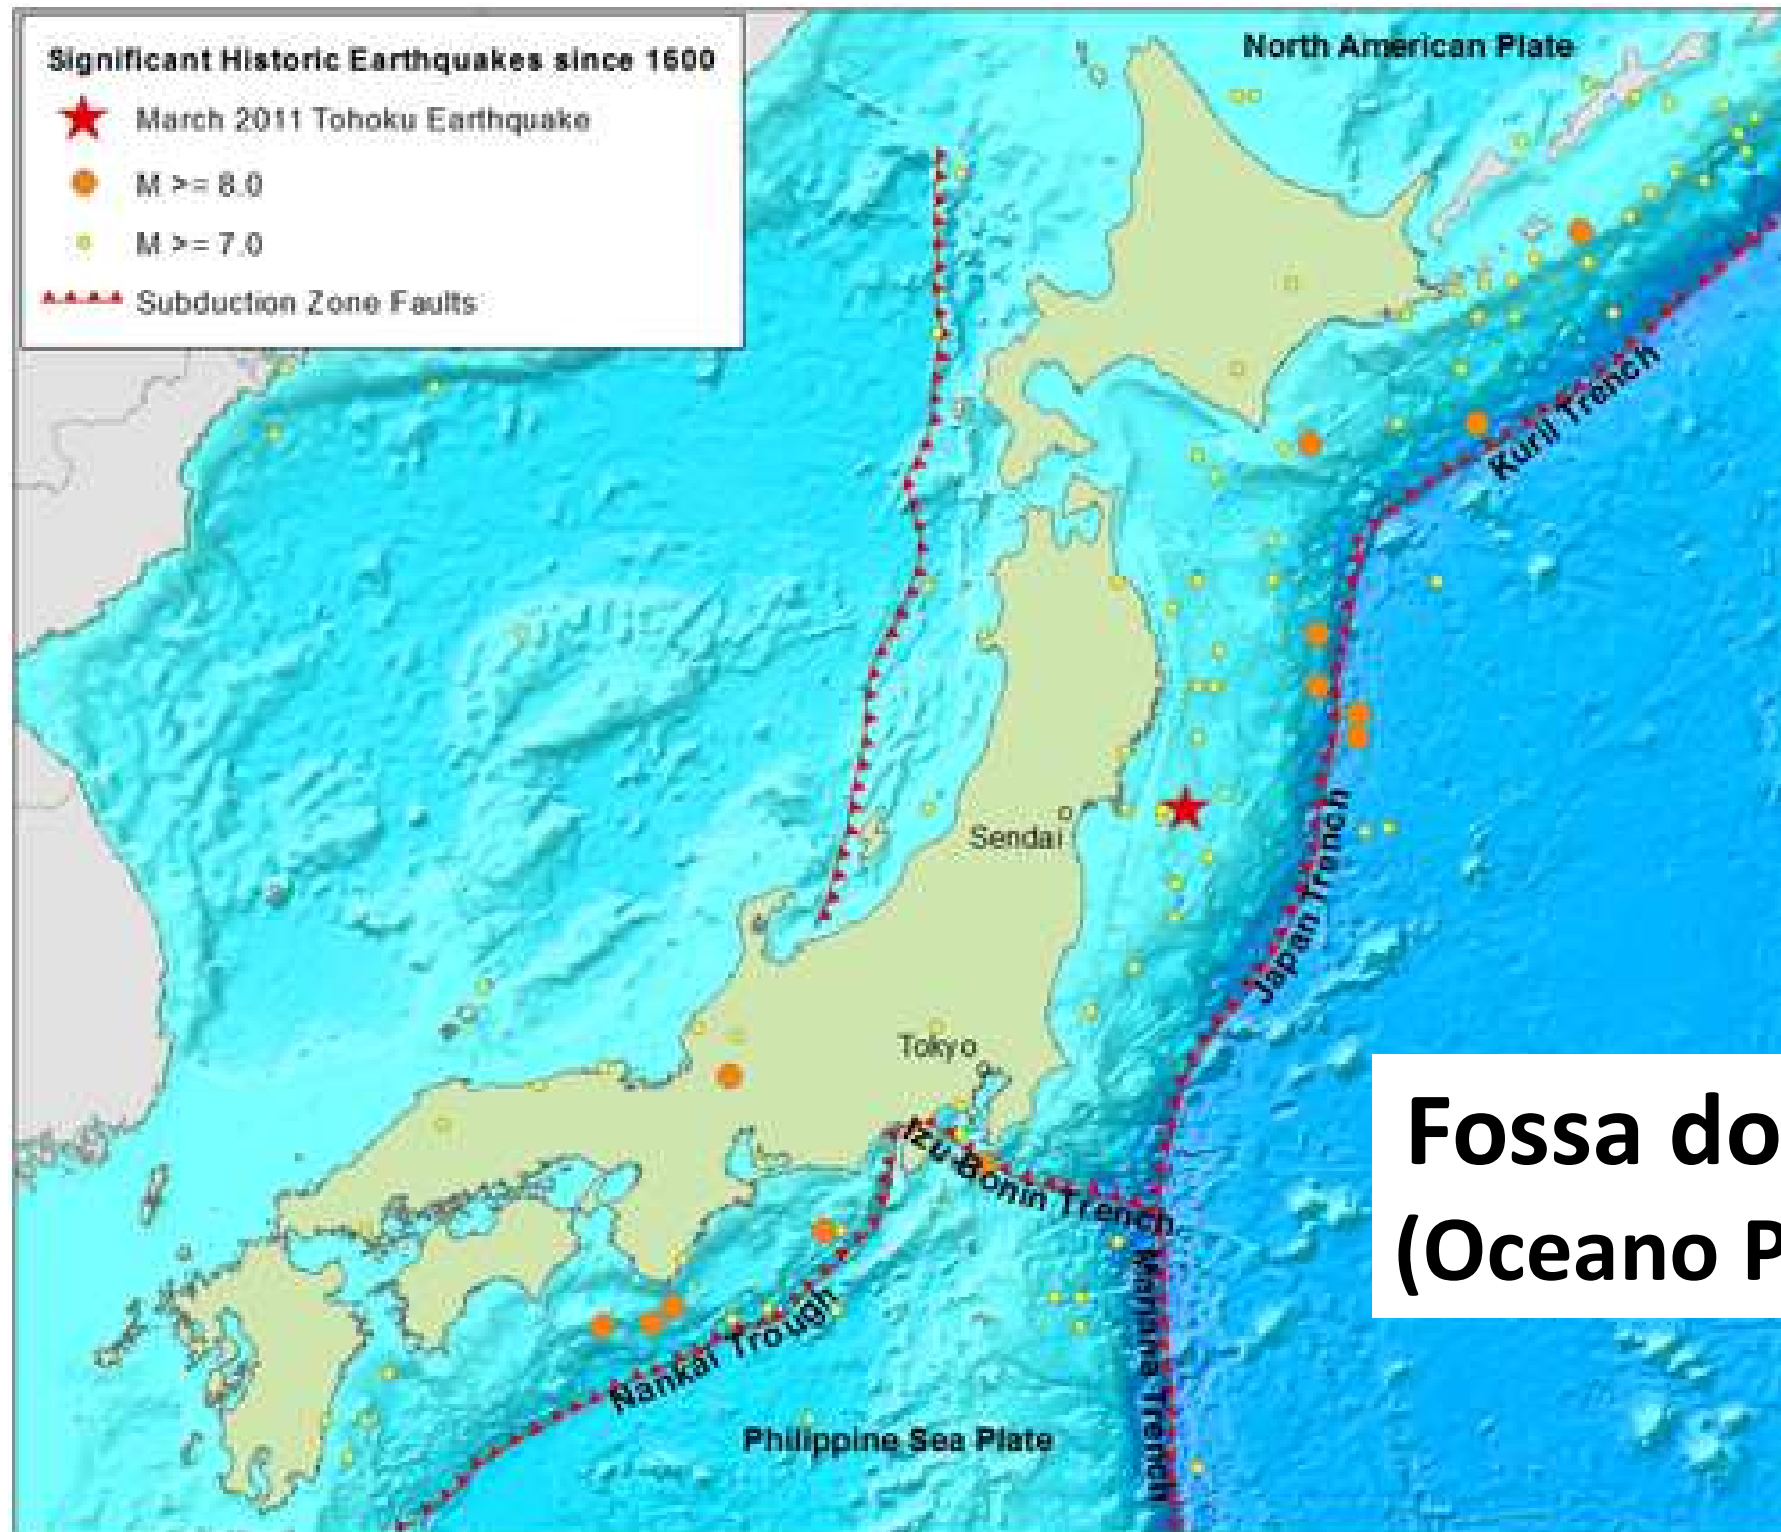 Significant Historic Earthquakes since 1600
March 2011 Tohoku Earthquake
M >= 8.0
M >= 7.0
Subduction Zone Faults
North American Plate
Kuril Trench
Japan Trench
Sendai
Tokyo
Izu-Bonin Trench
Fossa do
(Oceano P
Mariana Trench
Nankai Trough
Philippine Sea Plate